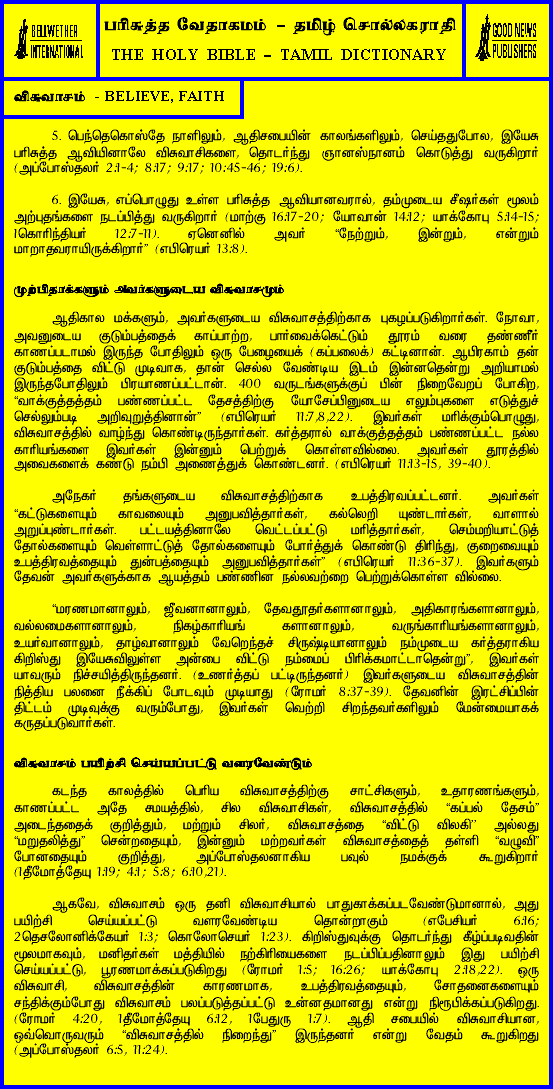 BELLWETHER
INTERNATIONAL
பரிசுத்த வேதாகமம் – தமிழ் சொல்லகராதி
THE HOLY BIBLE – TAMIL DICTIONARY
GOOD NEWS
PUBLISHERS
விசுவாசம் - BELIEVE, FAITH
5. பெந்தெகொஸ்தே நாளிலும், ஆதிசபையின் காலங்களிலும், செய்ததுபோல, இயேசு
பரிசுத்த ஆவியினாலே விசுவாசிகளை, தொடர்ந்து ஞானஸ்நானம் கொடுத்து வருகிறார்
(அப்போஸ்தலர் 2:1-4; 8:17; 9:17; 10:45-46; 19:6).
6. இயேசு, எப்பொழுது உள்ள பரிசுத்த ஆவியானவரால், தம்முடைய சீஷர்கள் மூலம்
அற்புதங்களை நடப்பித்து வருகிறார் (மாற்கு 16:17-20; யோவான் 14:12; யாக்கோபு 5:14-15;
1கொரிந்தியர் 12:7-11). ஏனெனில் அவர் “நேற்றும், இன்றும், என்றும்
மாறாதவராயிருக்கிறார்” (எபிரெயர் 13:8).
முற்பிதாக்களும் அவர்களுடைய விசுவாசமும்
ஆதிகால மக்களும், அவர்களுடைய விசுவாசத்திற்காக புகழப்படுகிறார்கள். நோவா,
அவனுடைய குடும்பத்தைக் காப்பாற்ற, பார்வைக்கெட்டும் தூரம் வரை தண்ணீர்
காணப்படாமல் இருந்த போதிலும் ஒரு பேழையைக் (கப்பலைக்) கட்டினான். ஆபிரகாம் தன்
குடும்பத்தை விட்டு முடிவாக, தான் செல்ல வேண்டிய இடம் இன்னதென்று அறியாமல்
இருந்தபோதிலும் பிரயாணப்பட்டான். 400 வருடங்களுக்குப் பின் நிறைவேறப் போகிற,
“வாக்குத்தத்தம் பண்ணப்பட்ட தேசத்திற்கு யோசேப்பினுடைய எலும்புகளை எடுத்துச்
செல்லும்படி அறிவுறுத்தினான்” (எபிரெயர் 11:7,8,22). இவர்கள் மரிக்கும்பொழுது,
விசுவாசத்தில் வாழ்ந்து கொண்டிருந்தார்கள். கர்த்தரால் வாக்குத்தத்தம் பண்ணப்பட்ட நல்ல
காரியங்களை இவர்கள் இன்னும் பெற்றுக் கொள்ளவில்லை. அவர்கள் தூரத்தில்
அவைகளைக் கண்டு நம்பி அணைத்துக் கொண்டனர். (எபிரெயர் 11:13-15, 39-40).
அநேகர் தங்களுடைய விசுவாசத்திற்காக உபத்திரவப்பட்டனர். அவர்கள்
“கட்டுகளையும் காவலையும் அனுபவித்தார்கள், கல்லெறி யுண்டார்கள், வாளால்
அறுப்புண்டார்கள். பட்டயத்தினாலே வெட்டப்பட்டு மரித்தார்கள், செம்மறியாட்டுத்
தோல்களையும் வெள்ளாட்டுத் தோல்களையும் போர்த்துக் கொண்டு திரிந்து, குறைவையும்
உபத்திரவத்தையும் துன்பத்தையும் அனுபவித்தார்கள்” (எபிரெயர் 11:36-37). இவர்களும்
தேவன் அவர்களுக்காக ஆயத்தம் பண்ணின நல்லவற்றை பெற்றுக்கொள்ள வில்லை.
“மரணமானாலும், ஜீவனானாலும், தேவதூதர்களானாலும், அதிகாரங்களானாலும்,
வல்லமைகளானாலும், நிகழ்காரியங் களானாலும், வருங்காரியங்களானாலும்,
உயர்வானாலும், தாழ்வானாலும் வேறெந்தச் சிருஷ்டியானாலும் நம்முடைய கர்த்தராகிய
கிறிஸ்து இயேசுவிலுள்ள அன்பை விட்டு நம்மைப் பிரிக்கமாட்டாதென்று”, இவர்கள்
யாவரும் நிச்சயித்திருந்தனர். (உணர்த்தப் பட்டிருந்தனர்) இவர்களுடைய விசுவாசத்தின்
நித்திய பலனை நீக்கிப் போடவும் முடியாது (ரோமர் 8:37-39). தேவனின் இரட்சிப்பின்
திட்டம் முடிவுக்கு வரும்போது, இவர்கள் வெற்றி சிறந்தவர்களிலும் மேன்மையாகக்
கருதப்படுவார்கள்.
விசுவாசம் பயிற்சி செய்யப்பட்டு வளரவேண்டும்
கடந்த காலத்தில் பெரிய விசுவாசத்திற்கு சாட்சிகளும், உதாரணங்களும்,
காணப்பட்ட அதே சமயத்தில், சில விசுவாசிகள், விசுவாசத்தில் “கப்பல் தேசம்”
அடைந்ததைக் குறித்தும், மற்றும் சிலர், விசுவாசத்தை “விட்டு விலகி” அல்லது
“மறுதலித்து” சென்றதையும், இன்னும் மற்றவர்கள் விசுவாசத்தைத் தள்ளி “வழுவி”
போனதையும் குறித்து, அப்போஸ்தலனாகிய பவுல் நமக்குக் கூறுகிறார்
(1தீமோத்தேயு 1:19; 4:1; 5:8; 6:10,21).
ஆகவே, விசுவாசம் ஒரு தனி விசுவாசியால் பாதுகாக்கப்படவேண்டுமானால், அது
பயிற்சி செய்யப்பட்டு வளரவேண்டிய தொன்றாகும் (எபேசியர் 6:16;
2தெசலோனிக்கேயர் 1:3; கொலோசெயர் 1:23). கிறிஸ்துவுக்கு தொடர்ந்து கீழ்ப்படிவதின்
மூலமாகவும், மனிதர்கள் மத்தியில் நற்கிரியைகளை நடப்பிப்பதினாலும் இது பயிற்சி
செய்யப்பட்டு, பூரணமாக்கப்படுகிறது (ரோமர் 1:5; 16:26; யாக்கோபு 2:18,22). ஒரு
விசுவாசி, விசுவாசத்தின் காரணமாக, உபத்திரவத்தையும், சோதனைகளையும்
சந்திக்கும்போது விசுவாசம் பலப்படுத்தப்பட்டு உன்னதமானது என்று நிரூபிக்கப்படுகிறது.
(ரோமர் 4:20, 1தீமோத்தேயு 6:12, 1பேதுரு 1:7). ஆதி சபையில் விசுவாசியான,
ஒவ்வொருவரும் “விசுவாசத்தில் நிறைந்து” இருந்தனர் என்று வேதம் கூறுகிறது
(அப்போஸ்தலர் 6:5, 11:24).